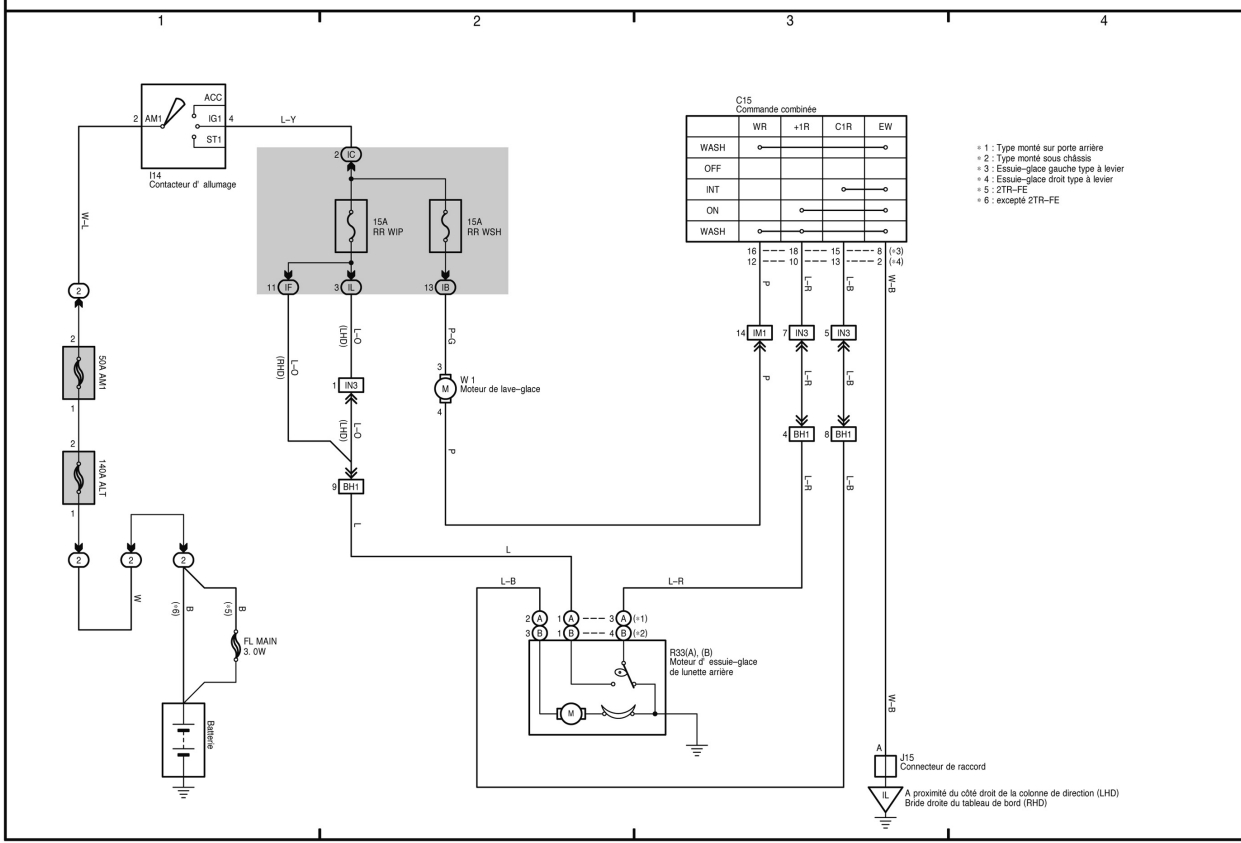 1 2 3 4
ACC
2 AM1 IG1 4
ST1
I14
Contacteur d' allumage
L–Y
W–L
2 IC
15A
RR WIP
15A
RR WSH
11 IF
3 IL
13 IB
2
2
50A AM1
1
2
140A ALT
1
2
2
2
W
B
(*6)
B
(*5)
FL MAIN
3. 0W
Batterie
L–O
(RHD)
L–O
(LHD)
1 IN3
L–O
(LHD)
9 BH1
L
L
P–G
3
M
4
W 1
Moteur de lave–glace
P
C15
Commande combinée
WR +1R C1R EW
WASH
OFF
INT
ON
WASH
16 18 15 8 (*3)
12 10 13 2 (*4)
P
L–R
L–B
W–B
14 IM1
7 IN3
5 IN3
P
L–R
L–B
4 BH1
8 BH1
L–R
L–B
L–B
L–R
2 A 1 A 3 A (*1)
3 B 1 B 4 B (*2)
M
R33(A), (B)
Moteur d' essuie–glace
de lunette arrière
W–B
A
J15
Connecteur de raccord
IL
A proximité du côté droit de la colonne de direction (LHD)
Bride droite du tableau de bord (RHD)
* 1 : Type monté sur porte arrière
* 2 : Type monté sous châssis
* 3 : Essuie–glace gauche type à levier
* 4 : Essuie–glace droit type à levier
* 5 : 2TR–FE
* 6 : excepté 2TR–FE